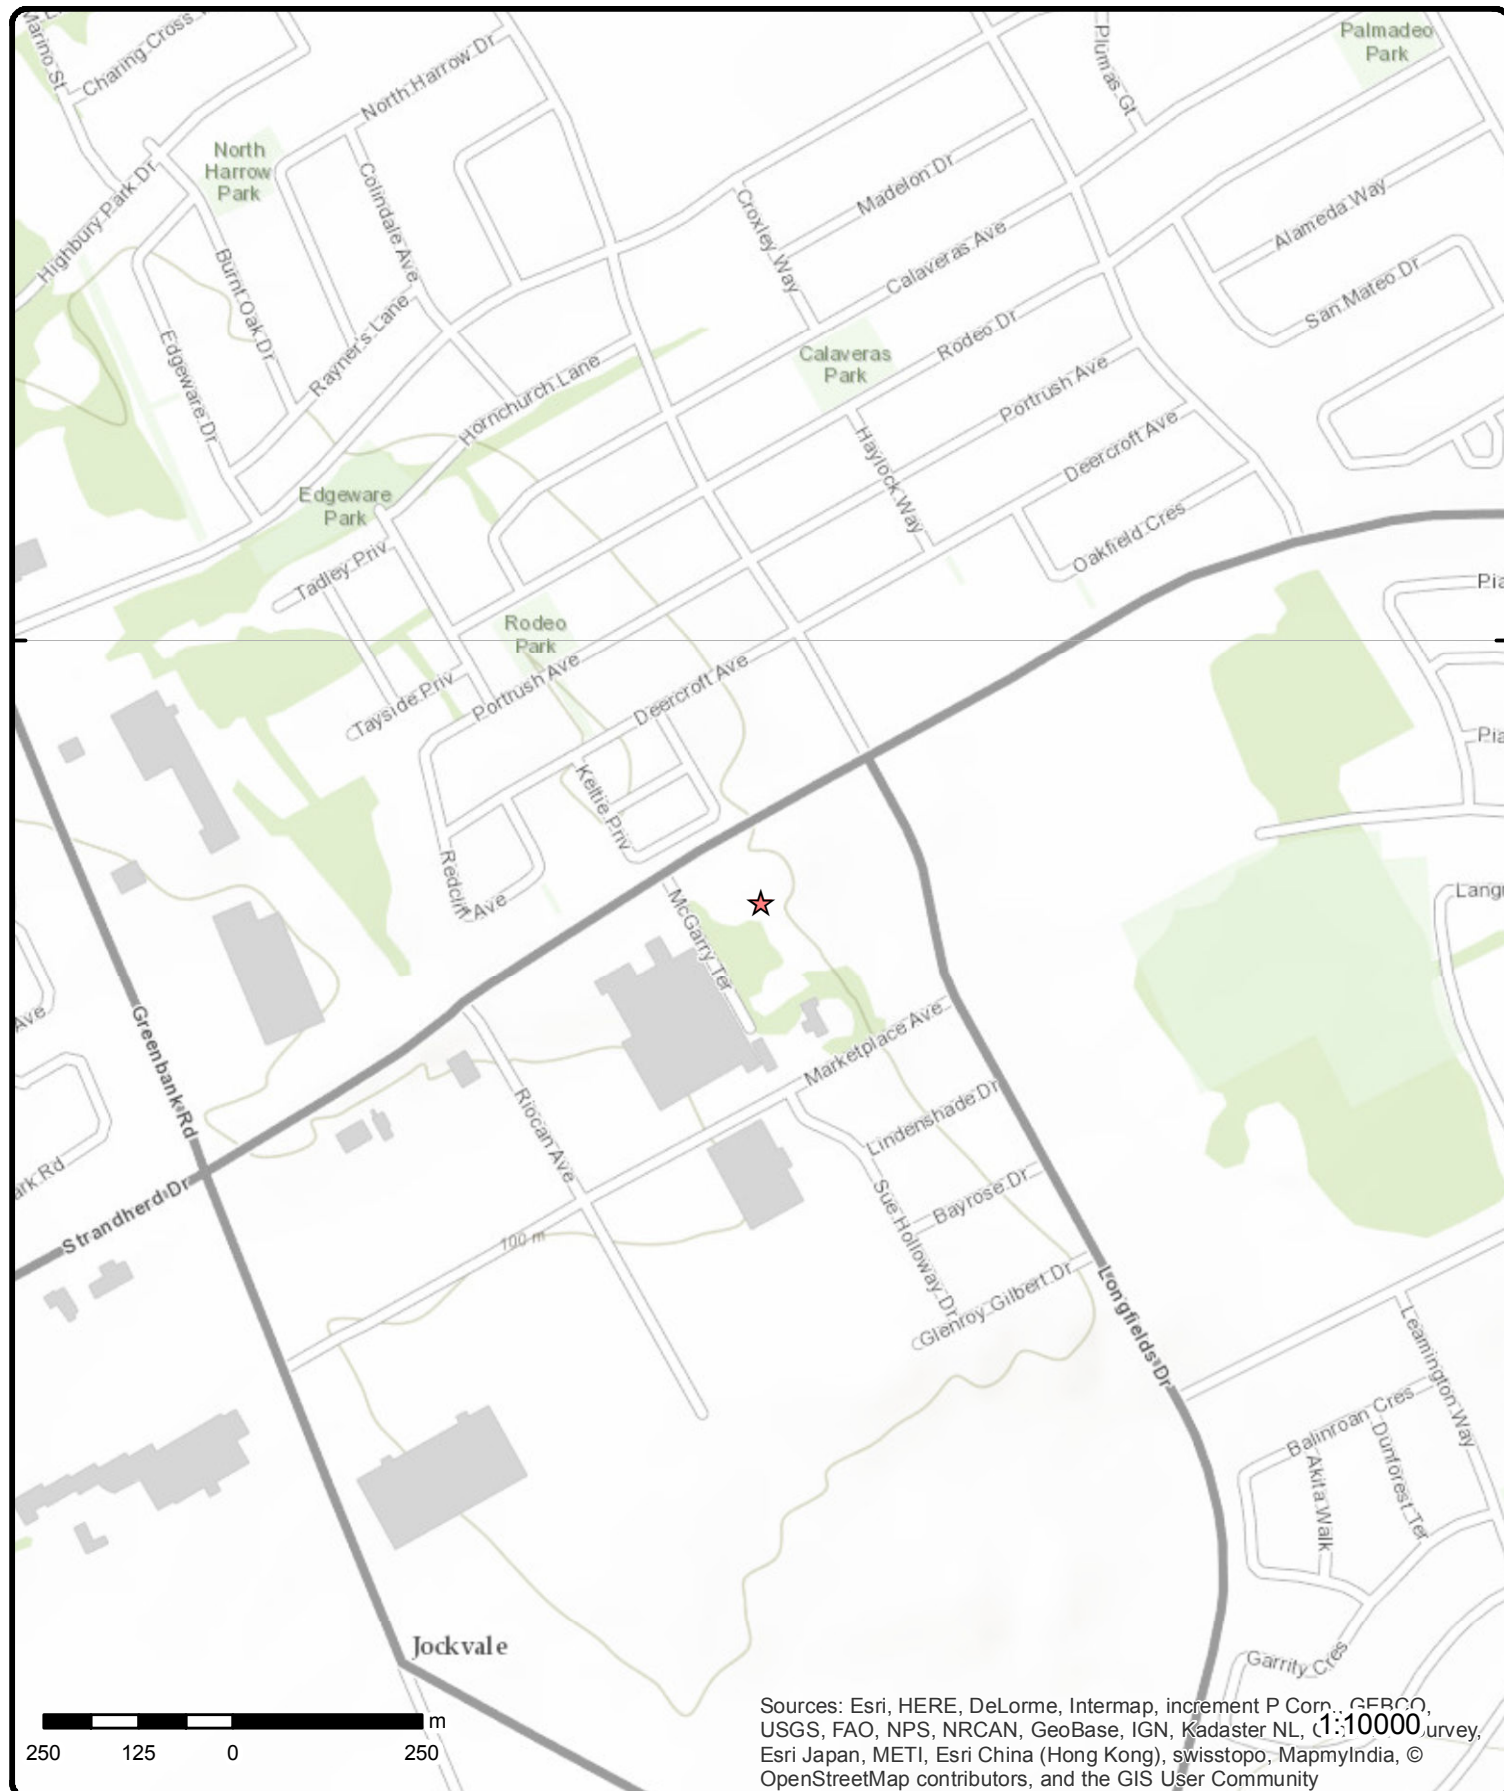 Marino St
Charing Cross
North Harrow Dr
Plumas Gt
Palmadeo
Park
North
Harrow
Park
Highbury Park Dr
Colindale Ave
Burnt Oak Dr
Edgeware Dr
Rayner's Lane
Hornchurch Lane
Croxley Way
Madelon Dr
Calaveras Ave
Alameda Way
San Mateo Dr
Calaveras
Park
Rodeo Dr
Portrush Ave
Haylock Way
Deercroft Ave
Oakfield Cres
Edgeware
Park
Tadley Priv
Rodeo
Park
Tayside Priv
Portrush Ave
Deercroft Ave
Keltie Priv
Redcliff Ave
McGarry Ter
Pia
Pia
Langr
Ave
Greenbank Rd
Marketplace Ave
Riocan Ave
Lindenshade Dr
Bayrose Dr
Sue Holloway Dr
Glenroy Gilbert Dr
ark Rd
Strandherd Dr
100 m
Longfields Dr
Leamington Way
Balinroan Cres
Dunforest Ter
Akita Walk
Garrity Cres
Jockvale
m
250 125 0 250
Sources: Esri, HERE, DeLorme, Intermap, increment P Corp., GEBCO,
USGS, FAO, NPS, NRCAN, GeoBase, IGN, Kadaster NL, urvey,
1:10000
Esri Japan, METI, Esri China (Hong Kong), swisstopo, MapmyIndia, ©
OpenStreetMap contributors, and the GIS User Community